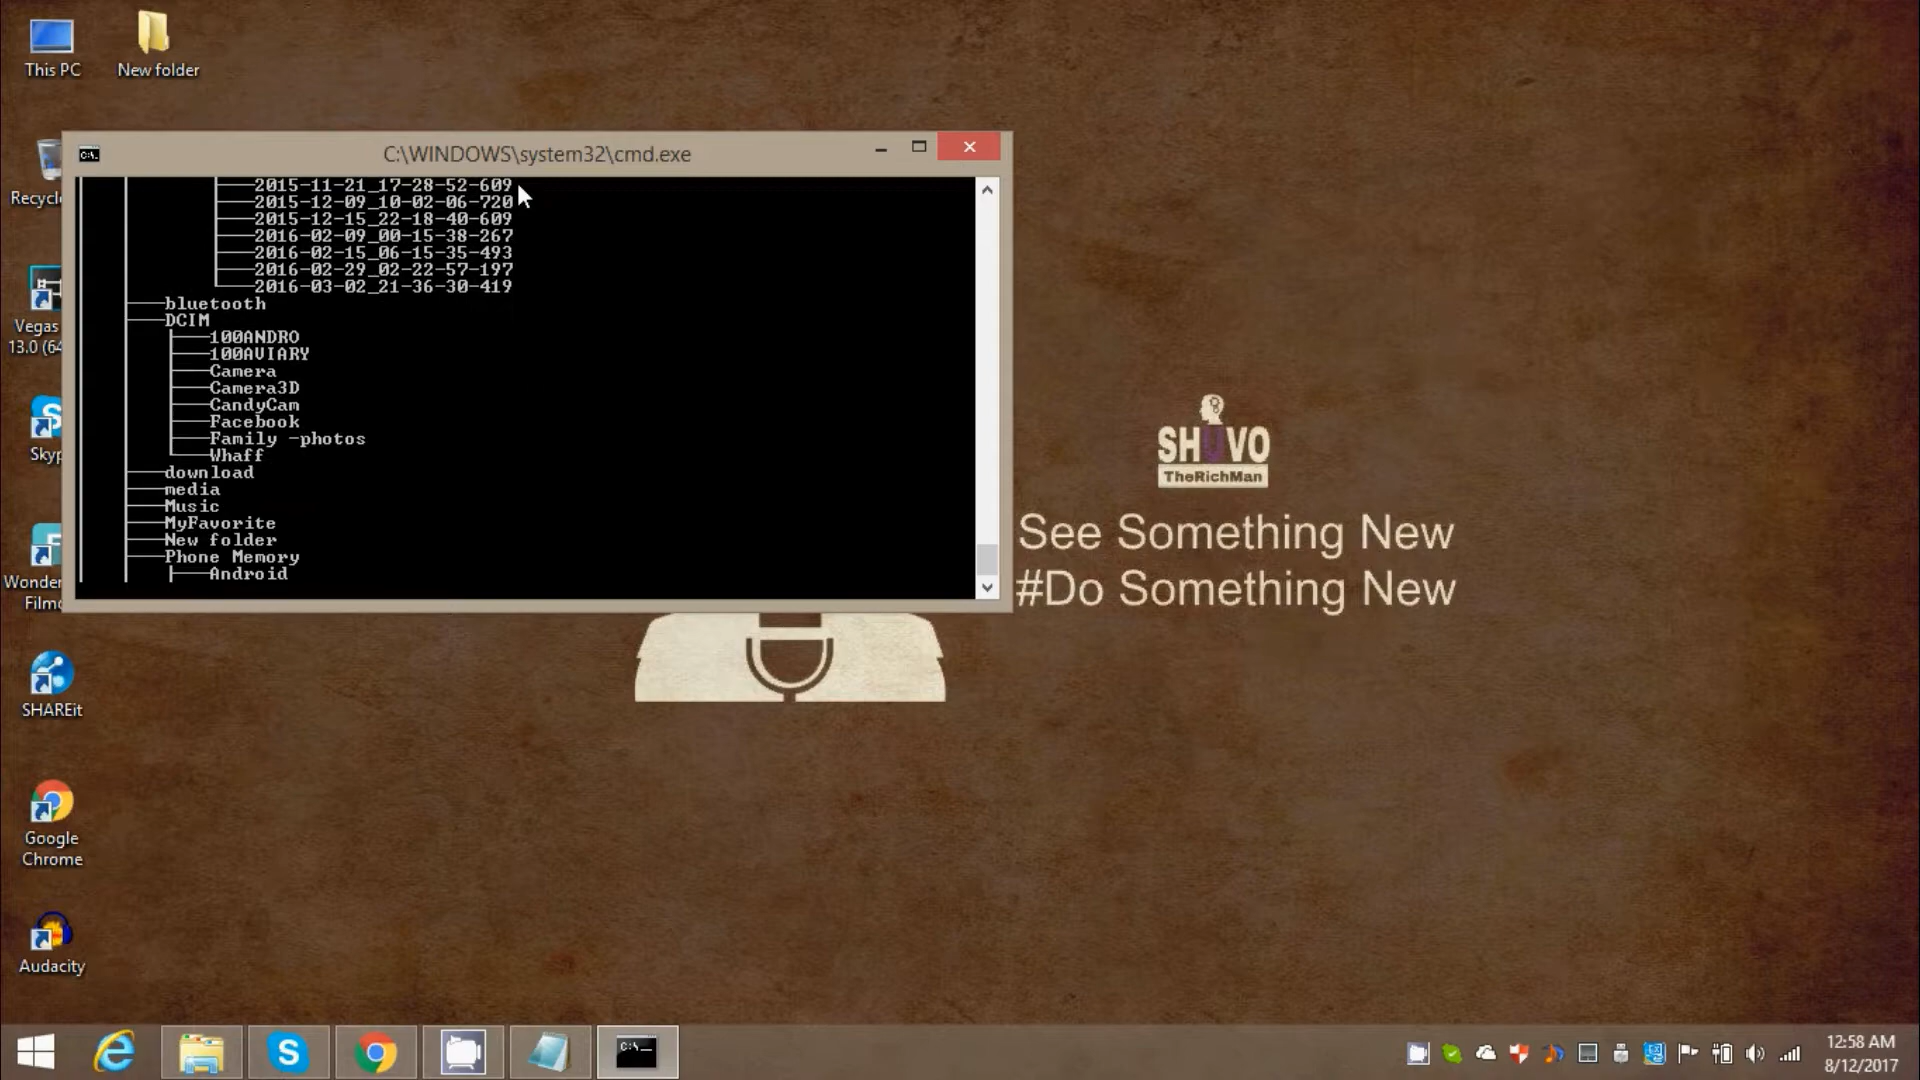 This PC
New folder
Recycl
Vegas
13.0 (64
Skyp
Wonder
Filmo
SHAREit
Google
Chrome
Audacity
C:\WINDOWS\system32\cmd.exe
2015-11-21_17-28-52-609
2015-12-09_10-02-06-720
2015-12-15_22-18-40-609
2016-02-09_00-15-38-267
2016-02-15_06-15-35-493
2016-02-29_02-22-57-197
2016-03-02_21-36-30-419
bluetooth
DCIM
100ANDRO
100AVIARY
Camera
Camera3D
CandyCam
Facebook
Family -photos
Whaff
download
media
Music
MyFavorite
New folder
Phone Memory
Android
SHUVO
TheRichMan
See Something New
#Do Something New
12:58 AM
8/12/2017